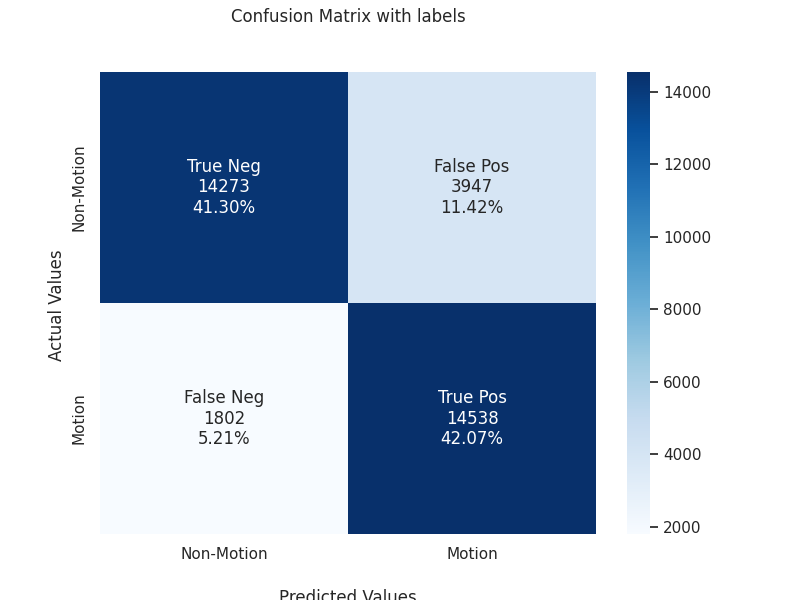 Confusion Matrix with labels
True Neg
14273
41.30%
False Pos
3947
11.42%
False Neg
1802
5.21%
True Pos
14538
42.07%
Non-Motion
Motion
Actual Values
Non-Motion
Motion
Predicted Values
14000
12000
10000
8000
6000
4000
2000